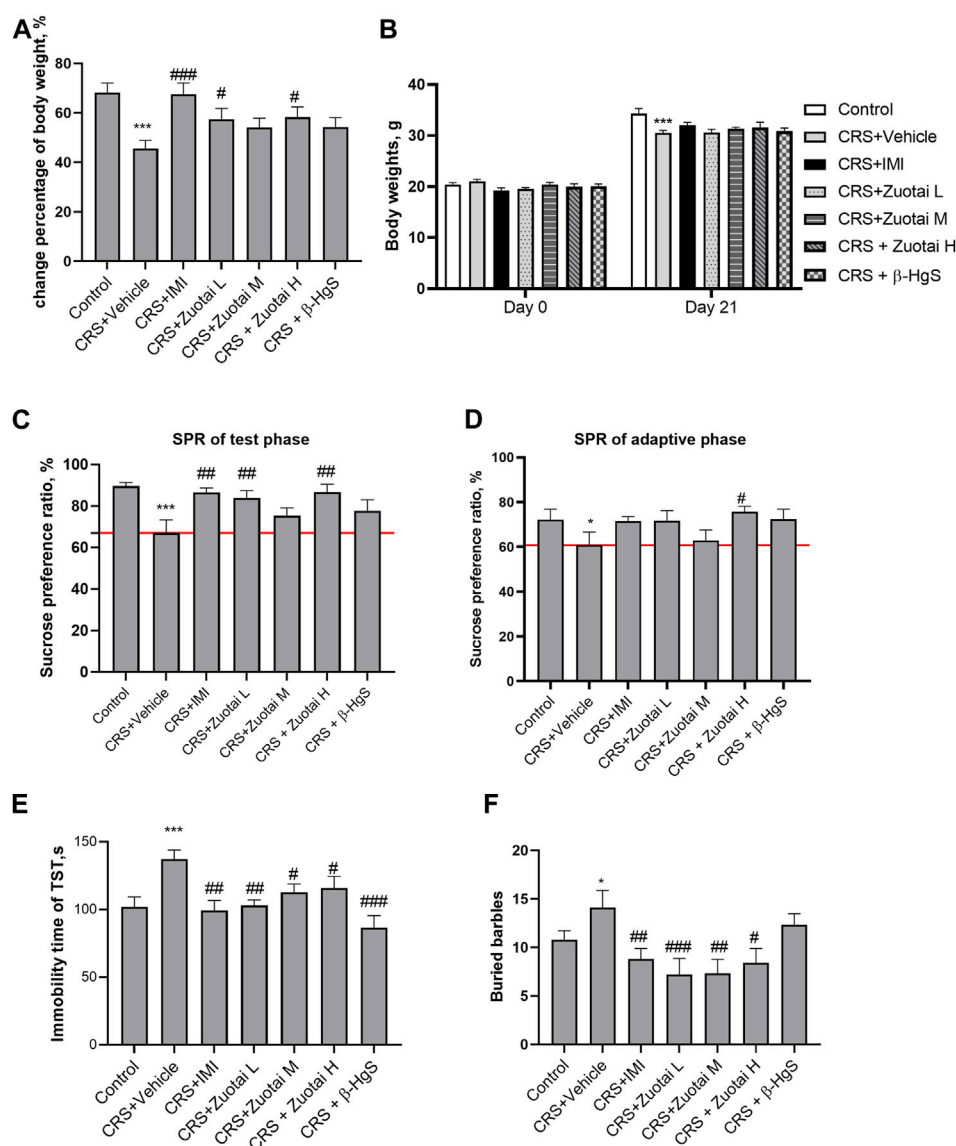 A
change percentage of body weight, %
80
60
40
20
0
***
###
#
#
Control
CRS+Vehicle
CRS+IMI
CRS+Zuotai L
CRS+Zuotai M
CRS + Zuotai H
CRS + β-HgS
B
Body weights, g
40
30
20
10
0
***
Day 0
Day 21
Control
CRS+Vehicle
CRS+IMI
CRS+Zuotai L
CRS+Zuotai M
CRS + Zuotai H
CRS + β-HgS
C
SPR of test phase
Sucrose preference ratio, %
100
80
60
40
20
0
***
##
##
##
Control
CRS+Vehicle
CRS+IMI
CRS+Zuotai L
CRS+Zuotai M
CRS + Zuotai H
CRS + β-HgS
D
SPR of adaptive phase
Sucrose preference ratio, %
100
80
60
40
20
0
*
#
Control
CRS+Vehicle
CRS+IMI
CRS+Zuotai L
CRS+Zuotai M
CRS + Zuotai H
CRS + β-HgS
E
Immobility time of TST,s
150
100
50
0
***
##
##
#
#
###
Control
CRS+Vehicle
CRS+IMI
CRS+Zuotai L
CRS+Zuotai M
CRS + Zuotai H
CRS + β-HgS
F
Buried barbles
20
15
10
5
0
*
##
###
##
#
Control
CRS+Vehicle
CRS+IMI
CRS+Zuotai L
CRS+Zuotai M
CRS + Zuotai H
CRS + β-HgS